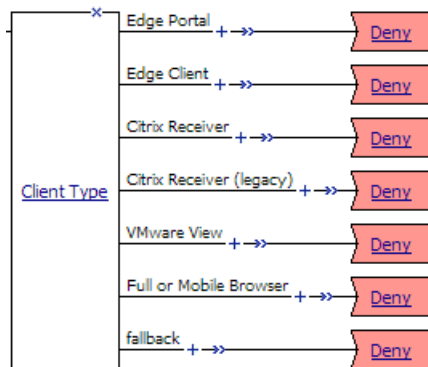 Edge Portal
Deny
Edge Client
Deny
Citrix Receiver
Deny
Client Type
Citrix Receiver (legacy)
Deny
VMware View
Deny
Full or Mobile Browser
Deny
fallback
Deny